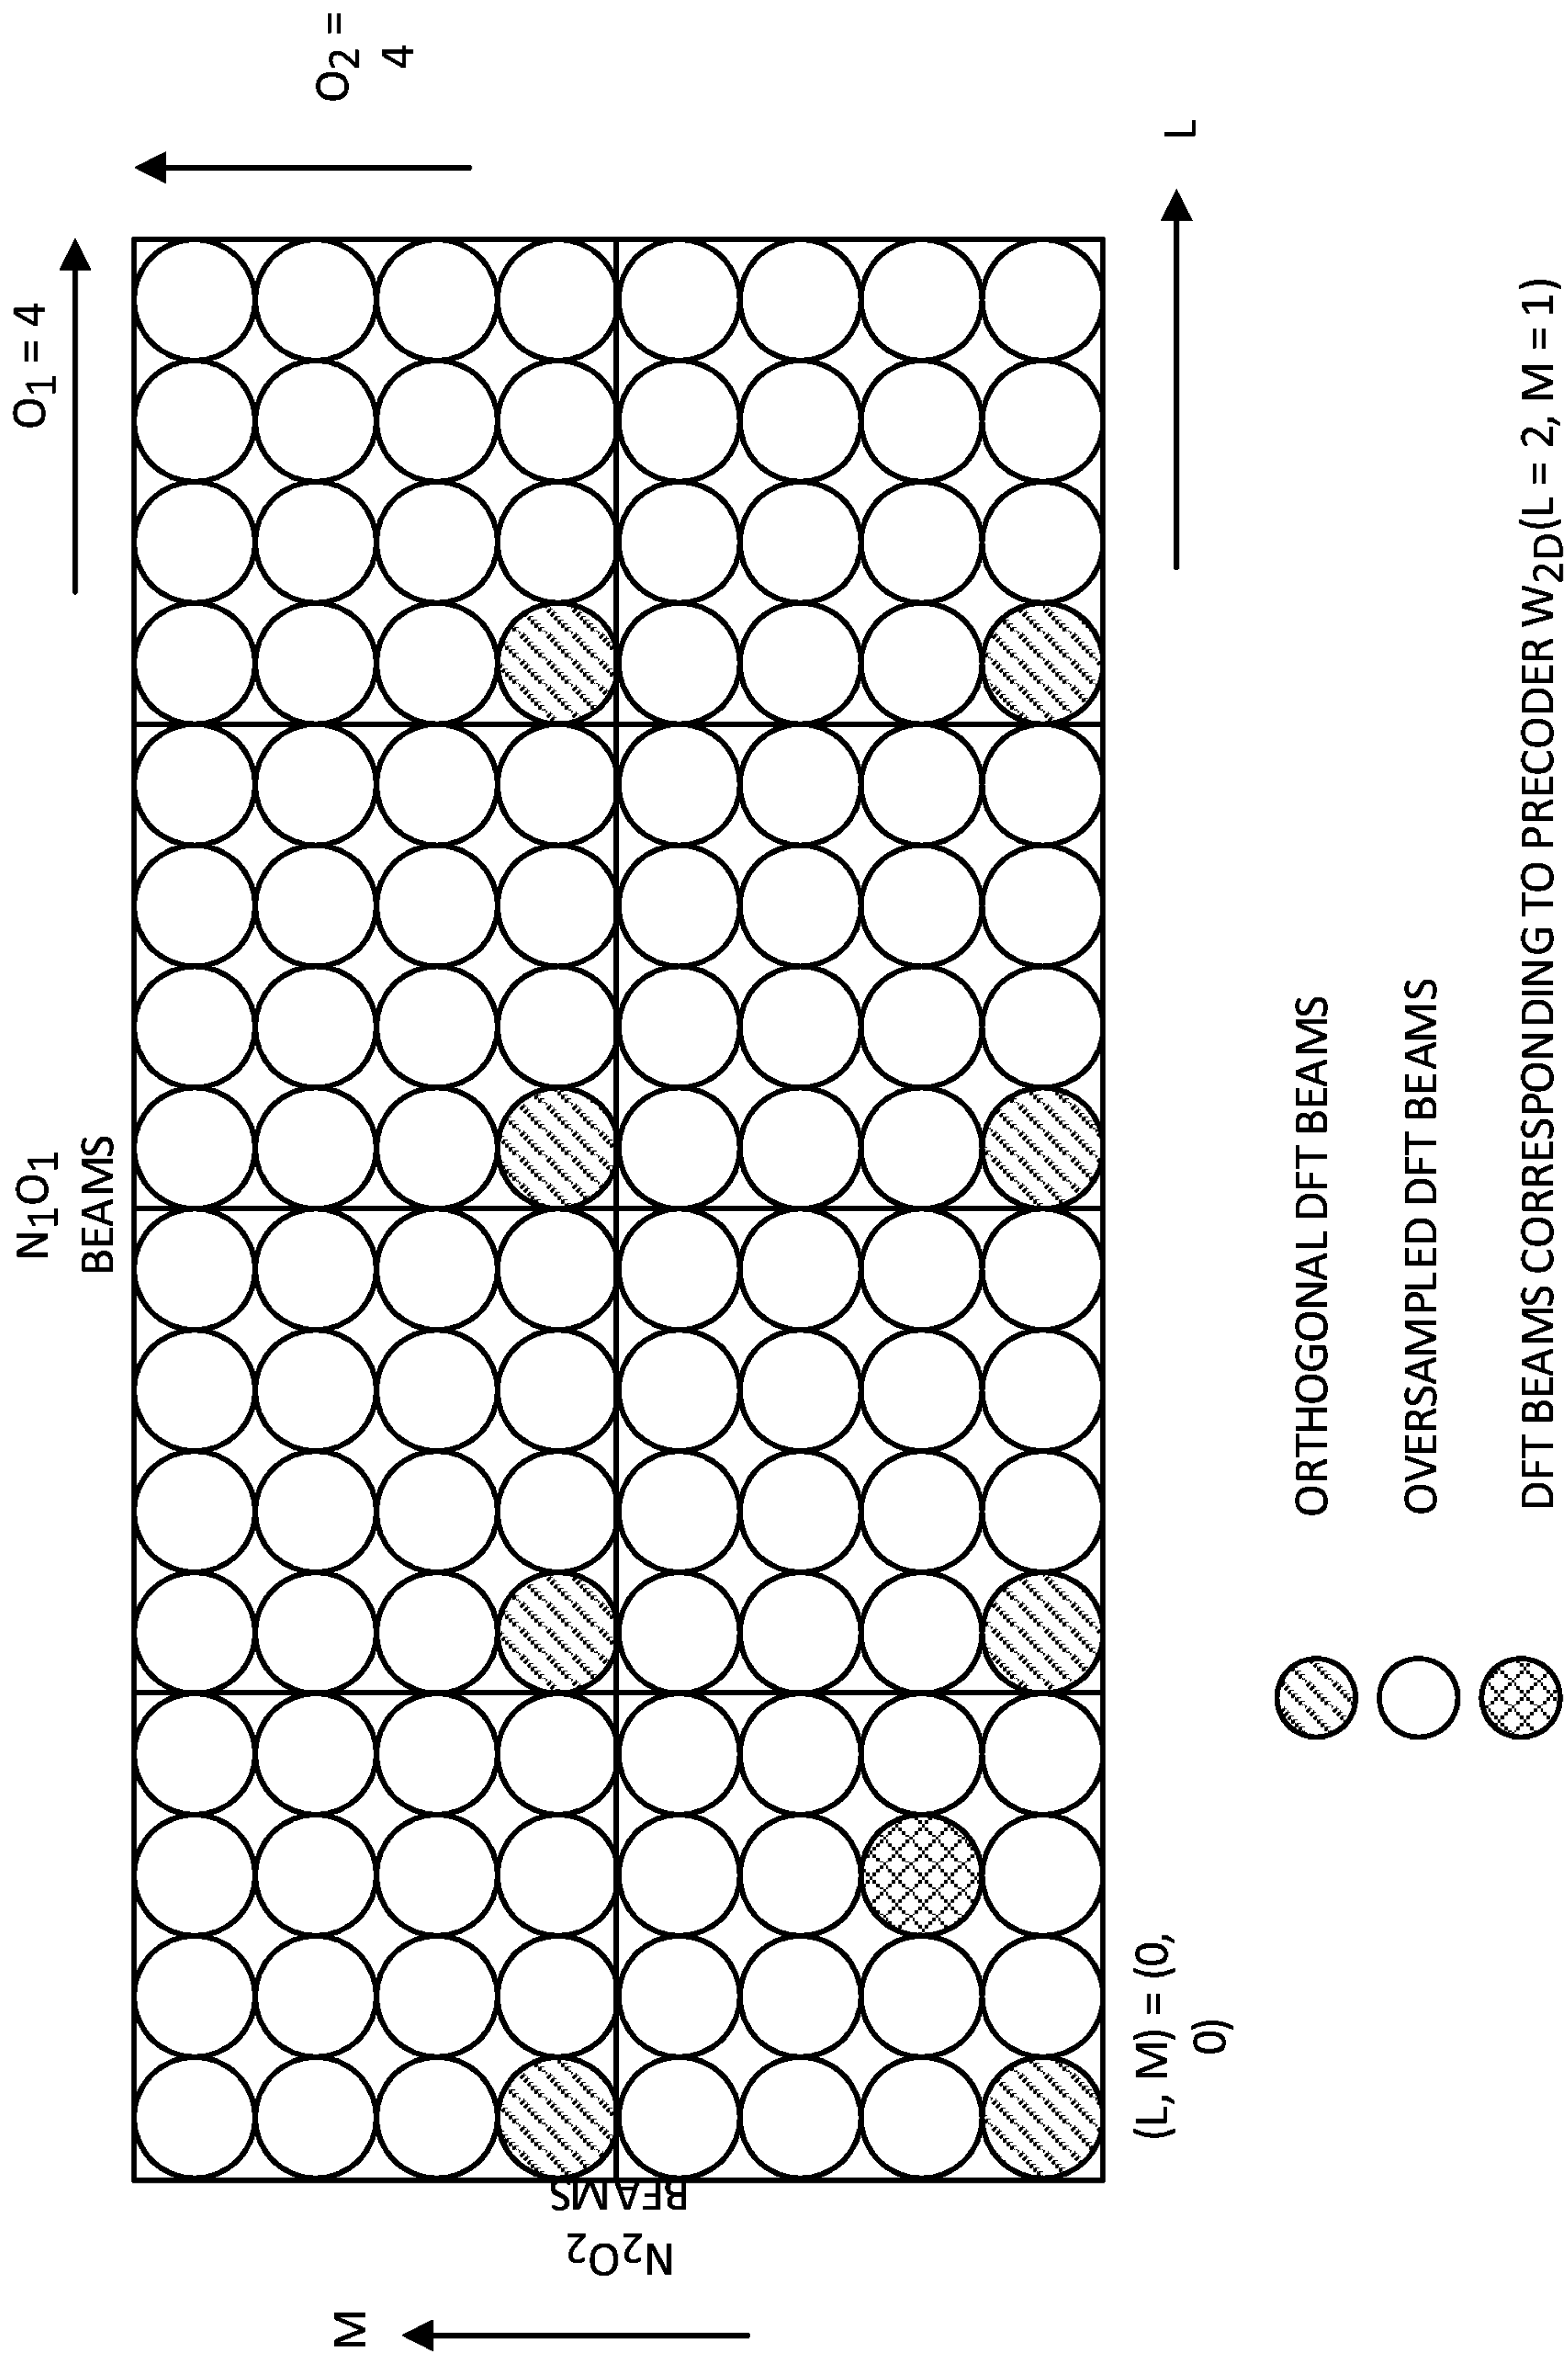 N₁O₁
BEAMS
O₁ = 4
O₂ =
4
M
N₂O₂
BEAMS
(L, M) = (0,
0)
L
ORTHOGONAL DFT BEAMS
OVERSAMPLED DFT BEAMS
DFT BEAMS CORRESPONDING TO PRECODER W₂D(L = 2, M = 1)